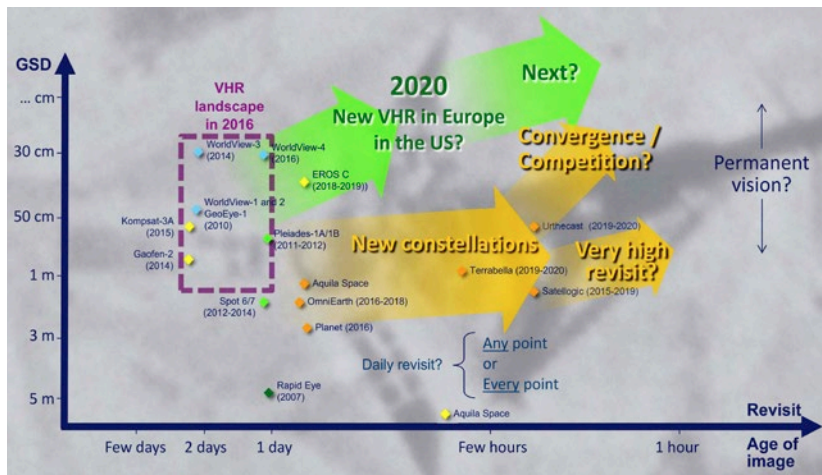 GSD
... cm
30 cm
50 cm
1 m
3 m
5 m
VHR
landscape
in 2016
WorldView-3
(2014)
WorldView-4
(2016)
WorldView-1 and 2
GeoEye-1
(2010)
Kompsat-3A
(2015)
Gaofen-2
(2014)
Pleiades-1A/1B
(2011-2012)
Spot 6/7
(2012-2014)
EROS C
(2018-2019))
Aquila Space
OmniEarth (2016-2018)
Planet (2016)
Rapid Eye
(2007)
2020
New VHR in Europe
in the US?
Next?
Convergence /
Competition?
New constellations
Urthecast (2019-2020)
Terrabella (2019-2020)
Very high
revisit?
Satellogic (2015-2019)
Permanent
vision?
Daily revisit?
Any point
or
Every point
Aquila Space
Few days
2 days
1 day
Few hours
1 hour
Revisit
Age of
image